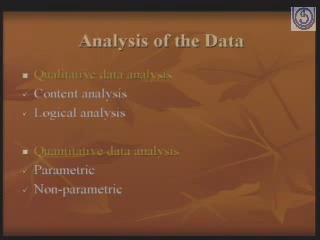 Analysis of the Data
Qualitative data analysis
Content analysis
Logical analysis
Quantitative data analysis
Parametric
Non-parametric